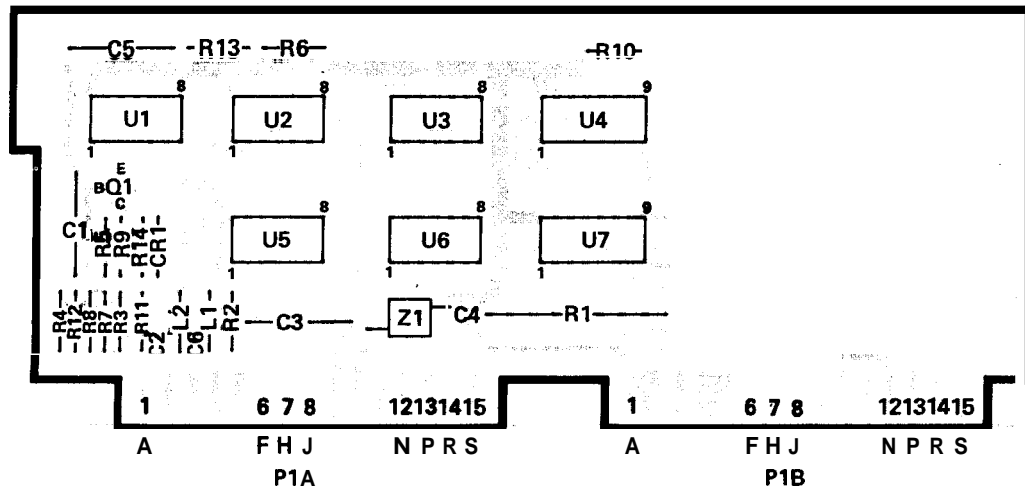 C5 R13 R6 R10
8 8 8 9
U1 U2 U3 U4
1 1 1 1
E
B Q1
C
8 8 9
C1 R5 R9 R14 CR1 U5 U6 U7
1 1 1
R4 R12 R8 R7 R3 R11 C2 L2 C6 L1 R2 C3 Z1 C4 R1
1 6 7 8 12 13 14 15 1 6 7 8 12 13 14 15
A F H J N P R S A F H J N P R S
P1A P1B